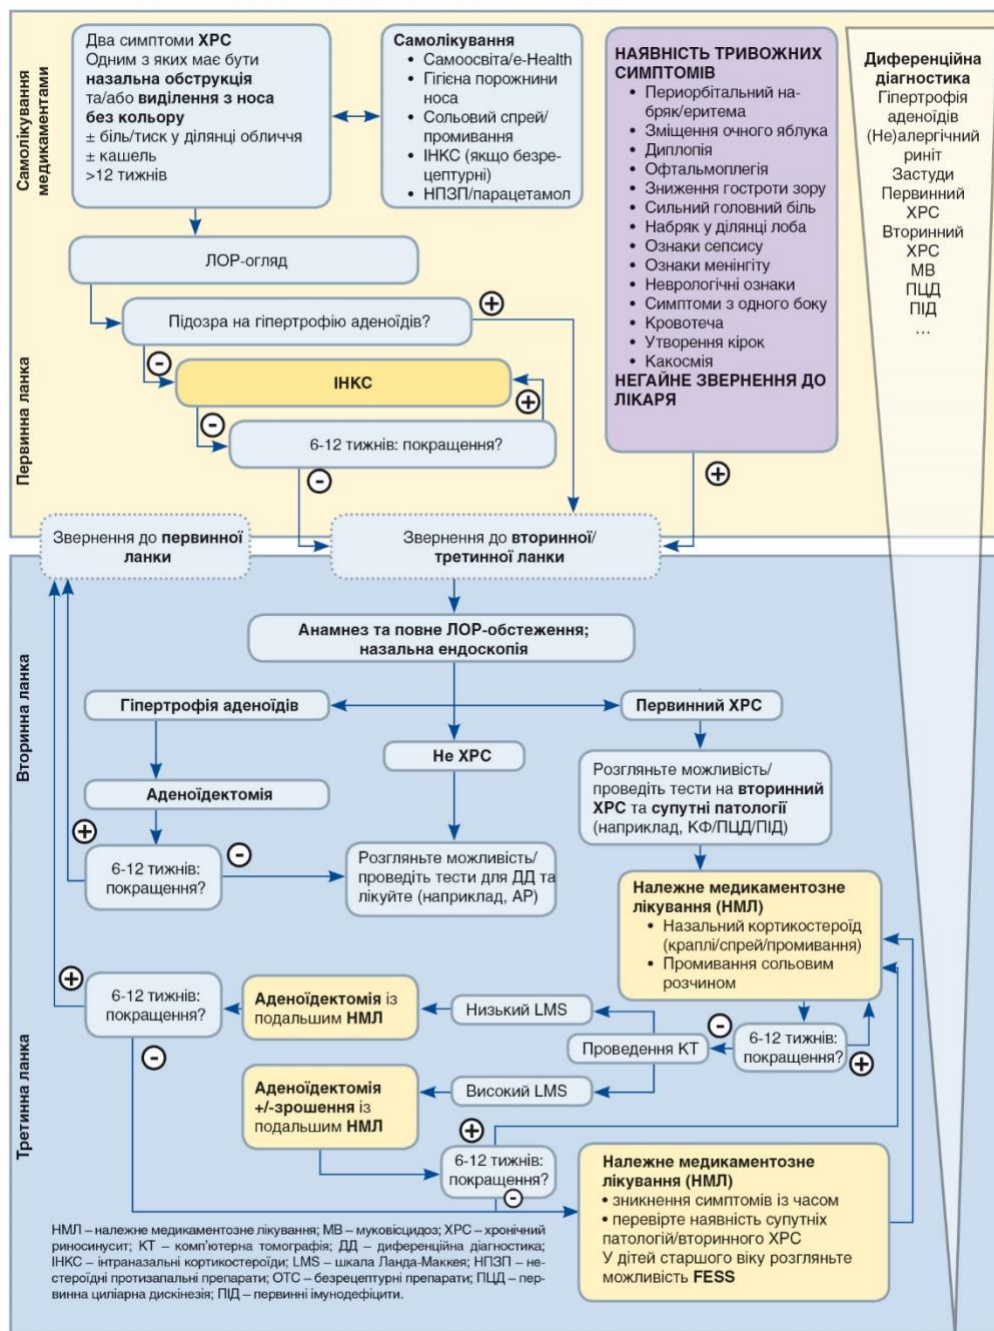 Самолікування
медикаментами
Два симптоми ХРС
Одним з яких має бути
назальна обструкція
та/або виділення з носа
без кольору
± біль/тиск у ділянці обличчя
± кашель
>12 тижнів
Самолікування
• Самоосвіта/e-Health
• Гігієна порожнини
носа
• Сольовий спрей/
промивання
• ІНКС (якщо безре-
цептурні)
• НПЗП/парацетамол
НАЯВНІСТЬ ТРИВОЖНИХ
СИМПТОМІВ
• Периорбітальний на-
бряк/еритема
• Зміщення очного яблука
• Диплопія
• Офтальмоплегія
• Зниження гостроти зору
• Сильний головний біль
• Набряк у ділянці лоба
• Ознаки сепсису
• Ознаки менінгіту
• Неврологічні ознаки
• Симптоми з одного боку
• Кровотеча
• Утворення кірок
• Какосмія
НЕГАЙНЕ ЗВЕРНЕННЯ ДО
ЛІКАРЯ
+
Диференційна
діагностика
Гіпертрофія
аденоїдів
(Не)алергічний
риніт
Застуди
Первинний
ХРС
Вторинний
ХРС
МВ
ПЦД
ПІД
...
Первинна ланка
ЛОР-огляд
Підозра на гіпертрофію аденоїдів?
+
-
ІНКС
-
+
6-12 тижнів: покращення?
-
Звернення до первинної
ланки
Звернення до вторинної/
третинної ланки
Вторинна ланка
Анамнез та повне ЛОР-обстеження;
назальна ендоскопія
Гіпертрофія аденоїдів
Первинний ХРС
Не ХРС
Аденоїдектомія
Розгляньте можливість/
проведіть тести на вторинний
ХРС та супутні патології
(наприклад, КФ/ПЦД/ПІД)
+
6-12 тижнів:
покращення?
-
Розгляньте можливість/
проведіть тести для ДД та
лікуйте (наприклад, АР)
Належне медикаментозне
лікування (НМЛ)
• Назальний кортикостероїд
(краплі/спрей/промивання)
• Промивання сольовим
розчином
Третинна ланка
+
6-12 тижнів:
покращення?
-
Аденоїдектомія із
подальшим НМЛ
Низький LMS
Проведення КТ
-
6-12 тижнів:
покращення?
+
Аденоїдектомія
+/-зрошення із
подальшим НМЛ
Високий LMS
+
6-12 тижнів:
покращення?
-
Належне медикаментозне
лікування (НМЛ)
• зникнення симптомів із часом
• перевірте наявність супутніх
патологій/вторинного ХРС
У дітей старшого віку розгляньте
можливість FESS
НМЛ – належне медикаментозне лікування; МВ – муковісцидоз; ХРС – хронічний
риносинусит; КТ – комп'ютерна томографія; ДД – диференційна діагностика;
ІНКС – інтраназальні кортикостероїди; LMS – шкала Ланда-Маккея; НПЗП – не-
стероїдні протизапальні препарати; ОТС – безрецептурні препарати; ПЦД – пер-
винна циліарна дискінезія; ПІД – первинні імунодефіцити.